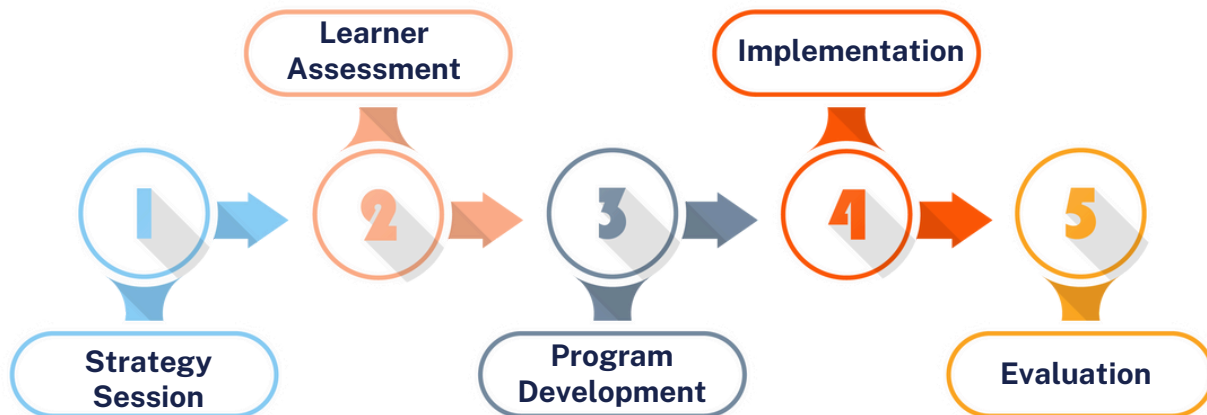 1
Strategy
Session
2
Learner
Assessment
3
Program
Development
4
Implementation
5
Evaluation